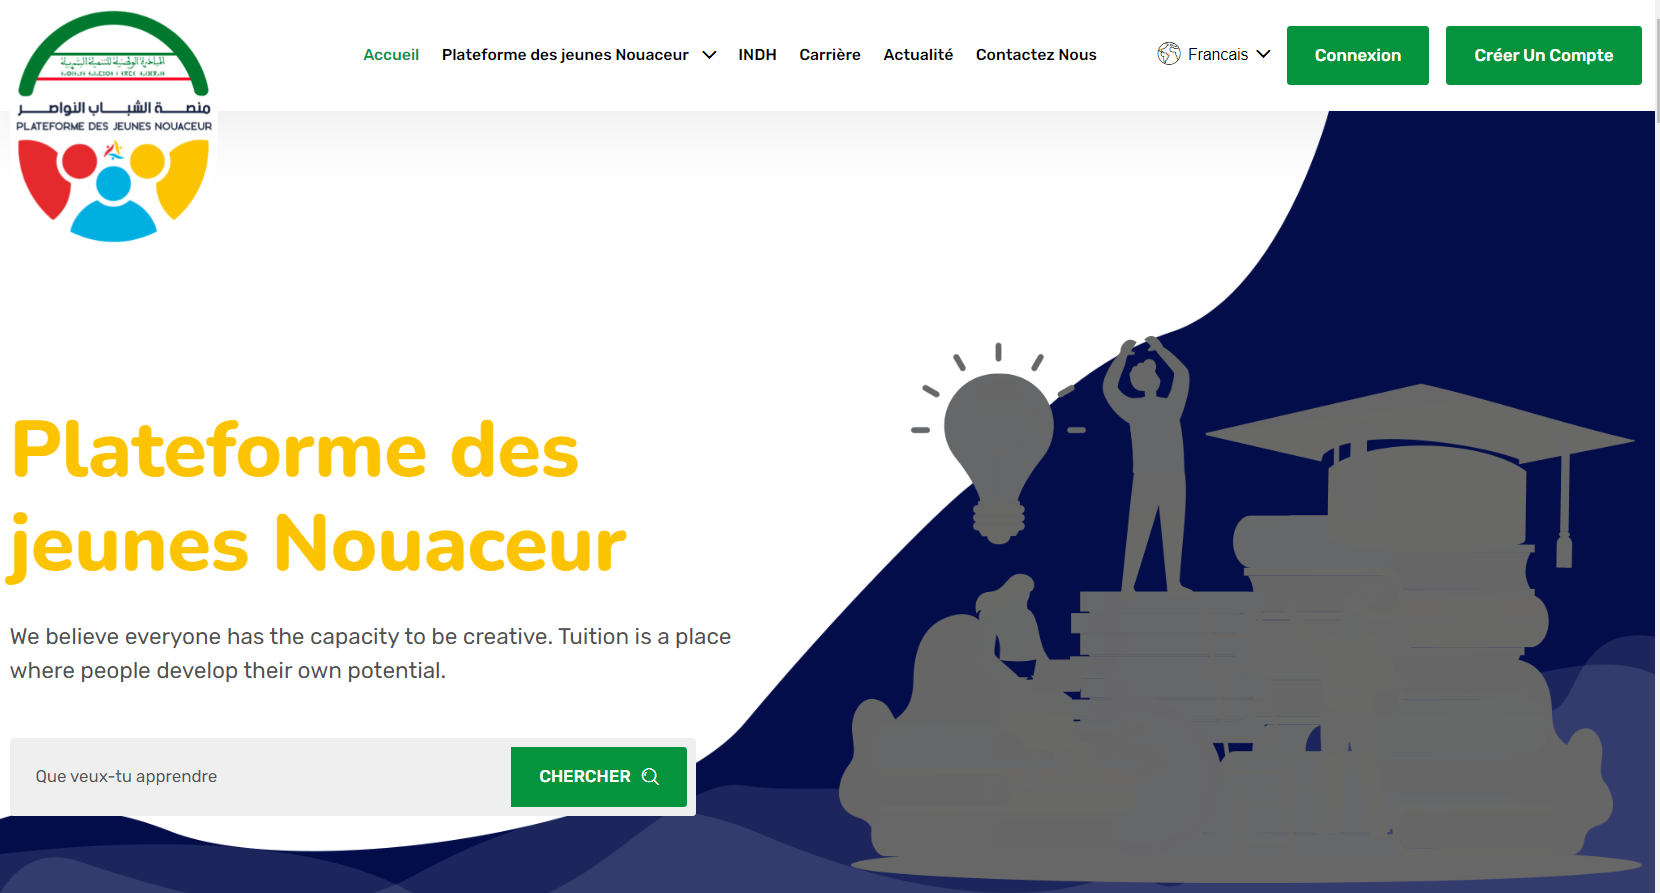 المبادرة الوطنية للتنمية البشرية
منصة الشباب النواصر
PLATEFORME DES JEUNES NOUACEUR
Accueil Plateforme des jeunes Nouaceur INDH Carrière Actualité Contactez Nous Francais Connexion Créer Un Compte
Plateforme des
jeunes Nouaceur
We believe everyone has the capacity to be creative. Tuition is a place
where people develop their own potential.
Que veux-tu apprendre CHERCHER